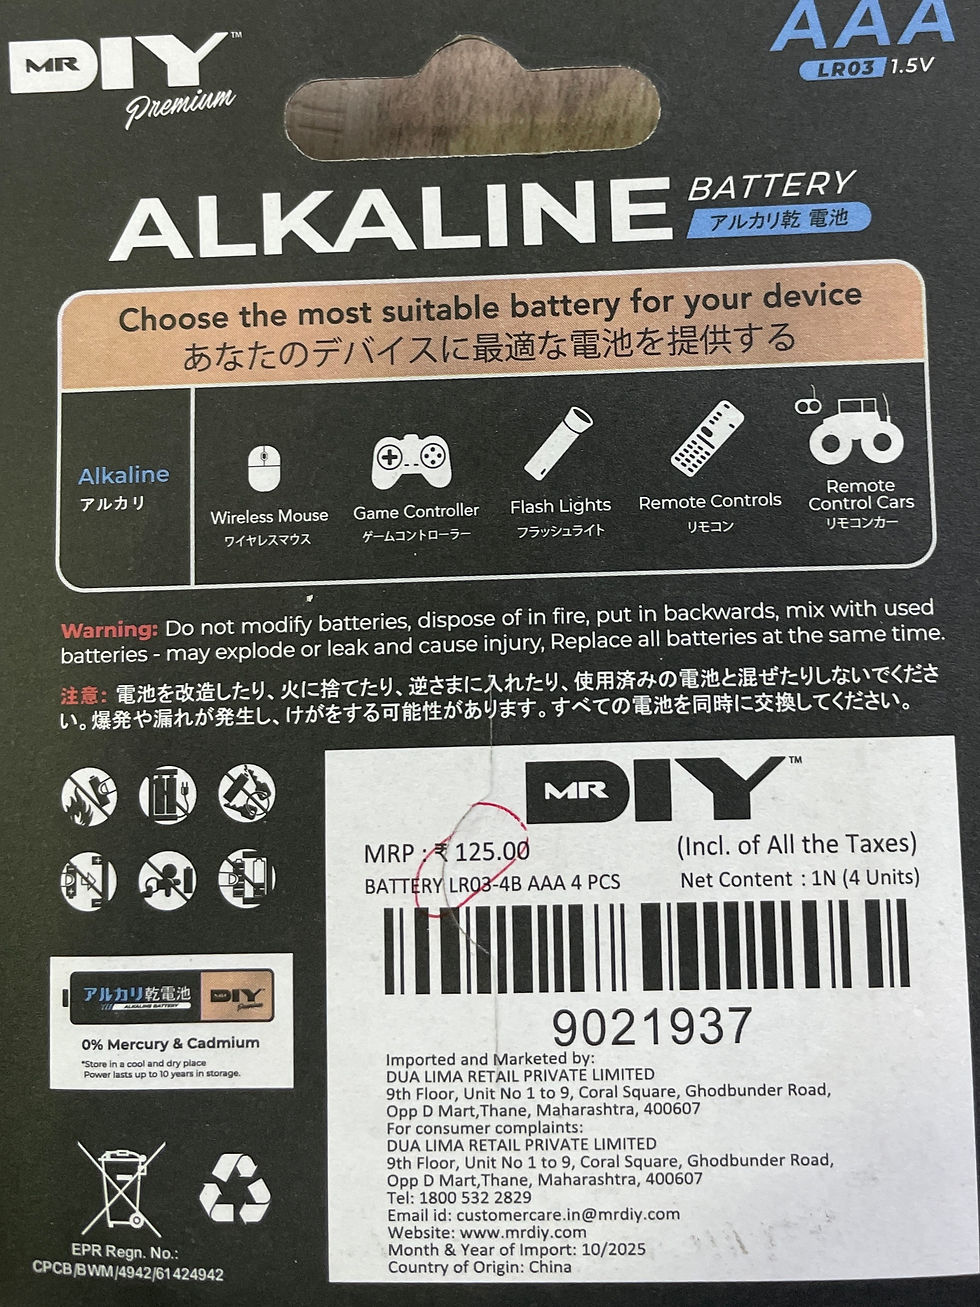 MR DIY™
Premium
AAA
LR03 1.5V
ALKALINE BATTERY
アルカリ乾 電池
Choose the most suitable battery for your device
あなたのデバイスに最適な電池を提供する
Alkaline
アルカリ
Wireless Mouse
ワイヤレスマウス
Game Controller
ゲームコントローラー
Flash Lights
フラッシュライト
Remote Controls
リモコン
Remote
Control Cars
リモコンカー
Warning: Do not modify batteries, dispose of in fire, put in backwards, mix with used
batteries - may explode or leak and cause injury, Replace all batteries at the same time.
注意: 電池を改造したり、火に捨てたり、逆さまに入れたり、使用済みの電池と混ぜたりしないでくださ
い。爆発や漏れが発生し、けがをする可能性があります。すべての電池を同時に交換してください。
MR DIY™
MRP : ₹ 125.00 (Incl. of All the Taxes)
BATTERY LR03-4B AAA 4 PCS Net Content : 1N (4 Units)
9021937
Imported and Marketed by:
DUA LIMA RETAIL PRIVATE LIMITED
9th Floor, Unit No 1 to 9, Coral Square, Ghodbunder Road,
Opp D Mart,Thane, Maharashtra, 400607
For consumer complaints:
DUA LIMA RETAIL PRIVATE LIMITED
9th Floor, Unit No 1 to 9, Coral Square, Ghodbunder Road,
Opp D Mart,Thane, Maharashtra, 400607
Tel: 1800 532 2829
Email id: customercare.in@mrdiy.com
Website: www.mrdiy.com
Month & Year of Import: 10/2025
Country of Origin: China
アルカリ乾電池
ALKALINE BATTERY
MR DIY
Premium
0% Mercury & Cadmium
*Store in a cool and dry place
Power lasts up to 10 years in storage.
EPR Regn. No.:
CPCB/BWM/4942/61424942